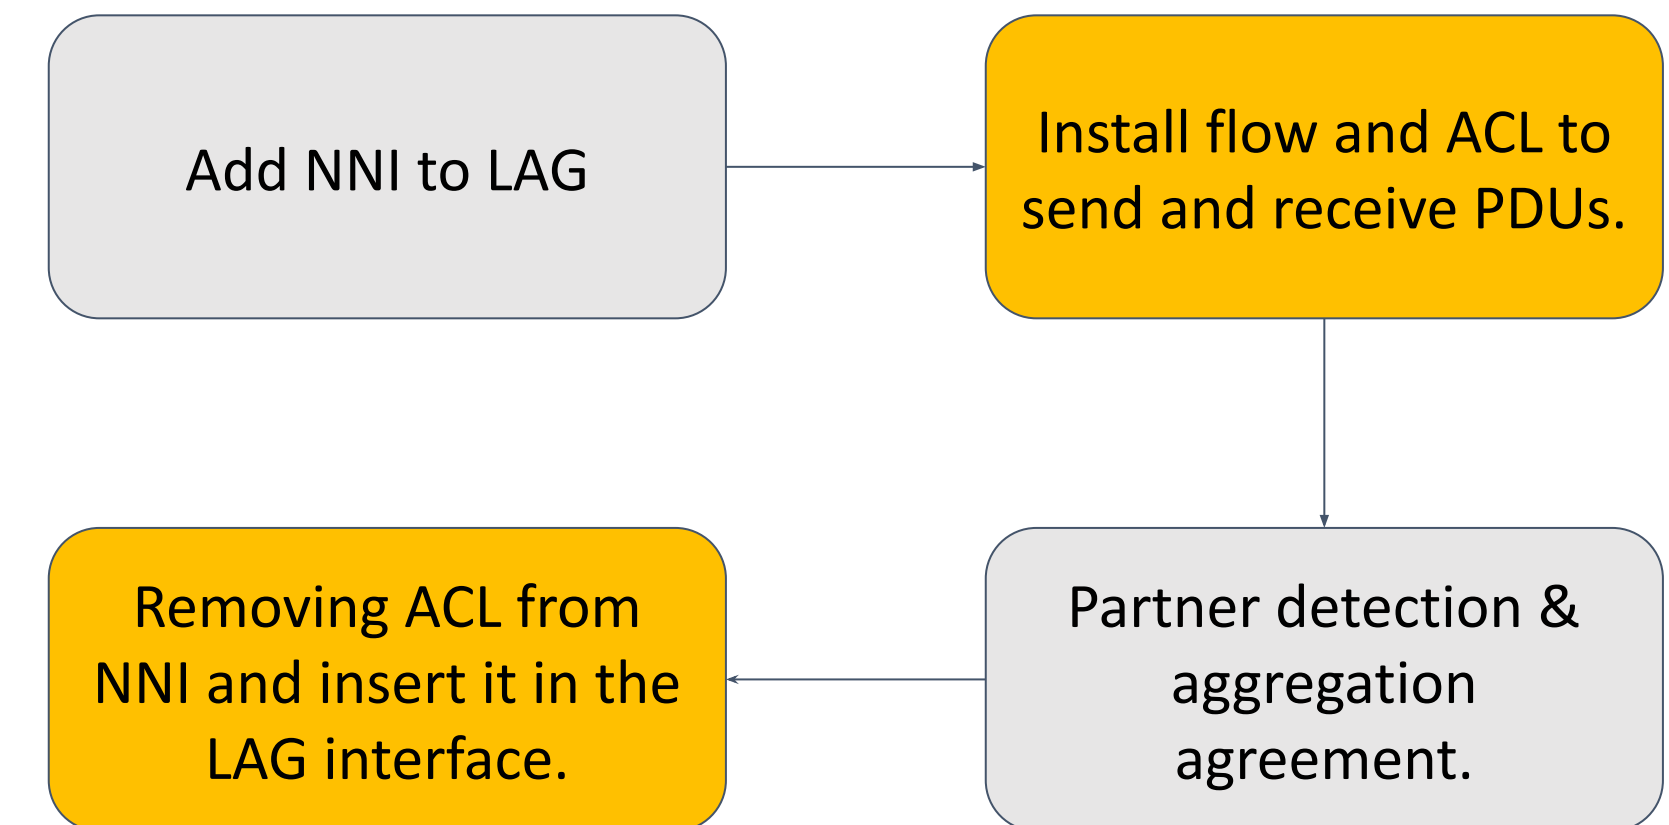 Add NNI to LAG
Install flow and ACL to
send and receive PDUs.
Partner detection &
aggregation
agreement.
Removing ACL from
NNI and insert it in the
LAG interface.